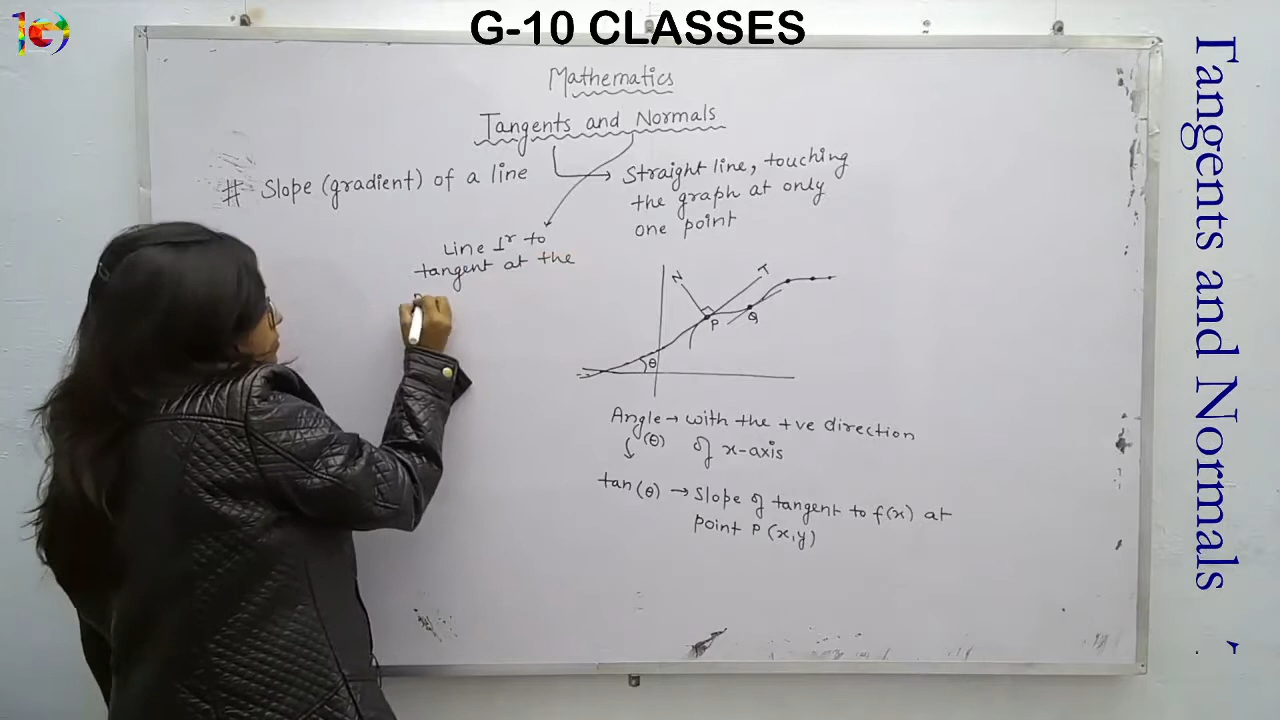 G-10 CLASSES
Mathematics
Tangents and Normals
# Slope (gradient) of a line
Straight line, touching
the graph at only
one point
Line ⊥r to
tangent at the
N
T
P
Q
θ
Angle → with the +ve direction
(θ) of x-axis
tan (θ) → Slope of tangent to f(x) at
point P (x,y)
Tangents and Normals